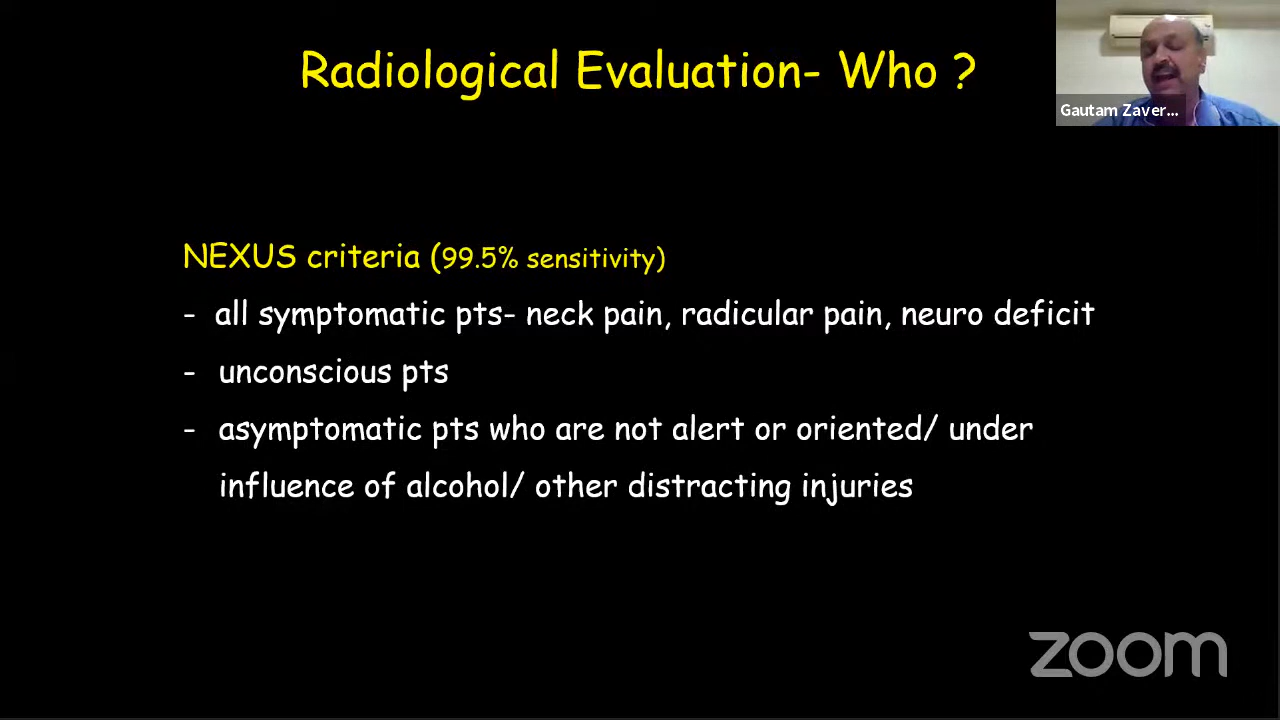 Radiological Evaluation- Who ?
Gautam Zaver...
NEXUS criteria (99.5% sensitivity)
- all symptomatic pts- neck pain, radicular pain, neuro deficit
- unconscious pts
- asymptomatic pts who are not alert or oriented/ under
influence of alcohol/ other distracting injuries
zoom